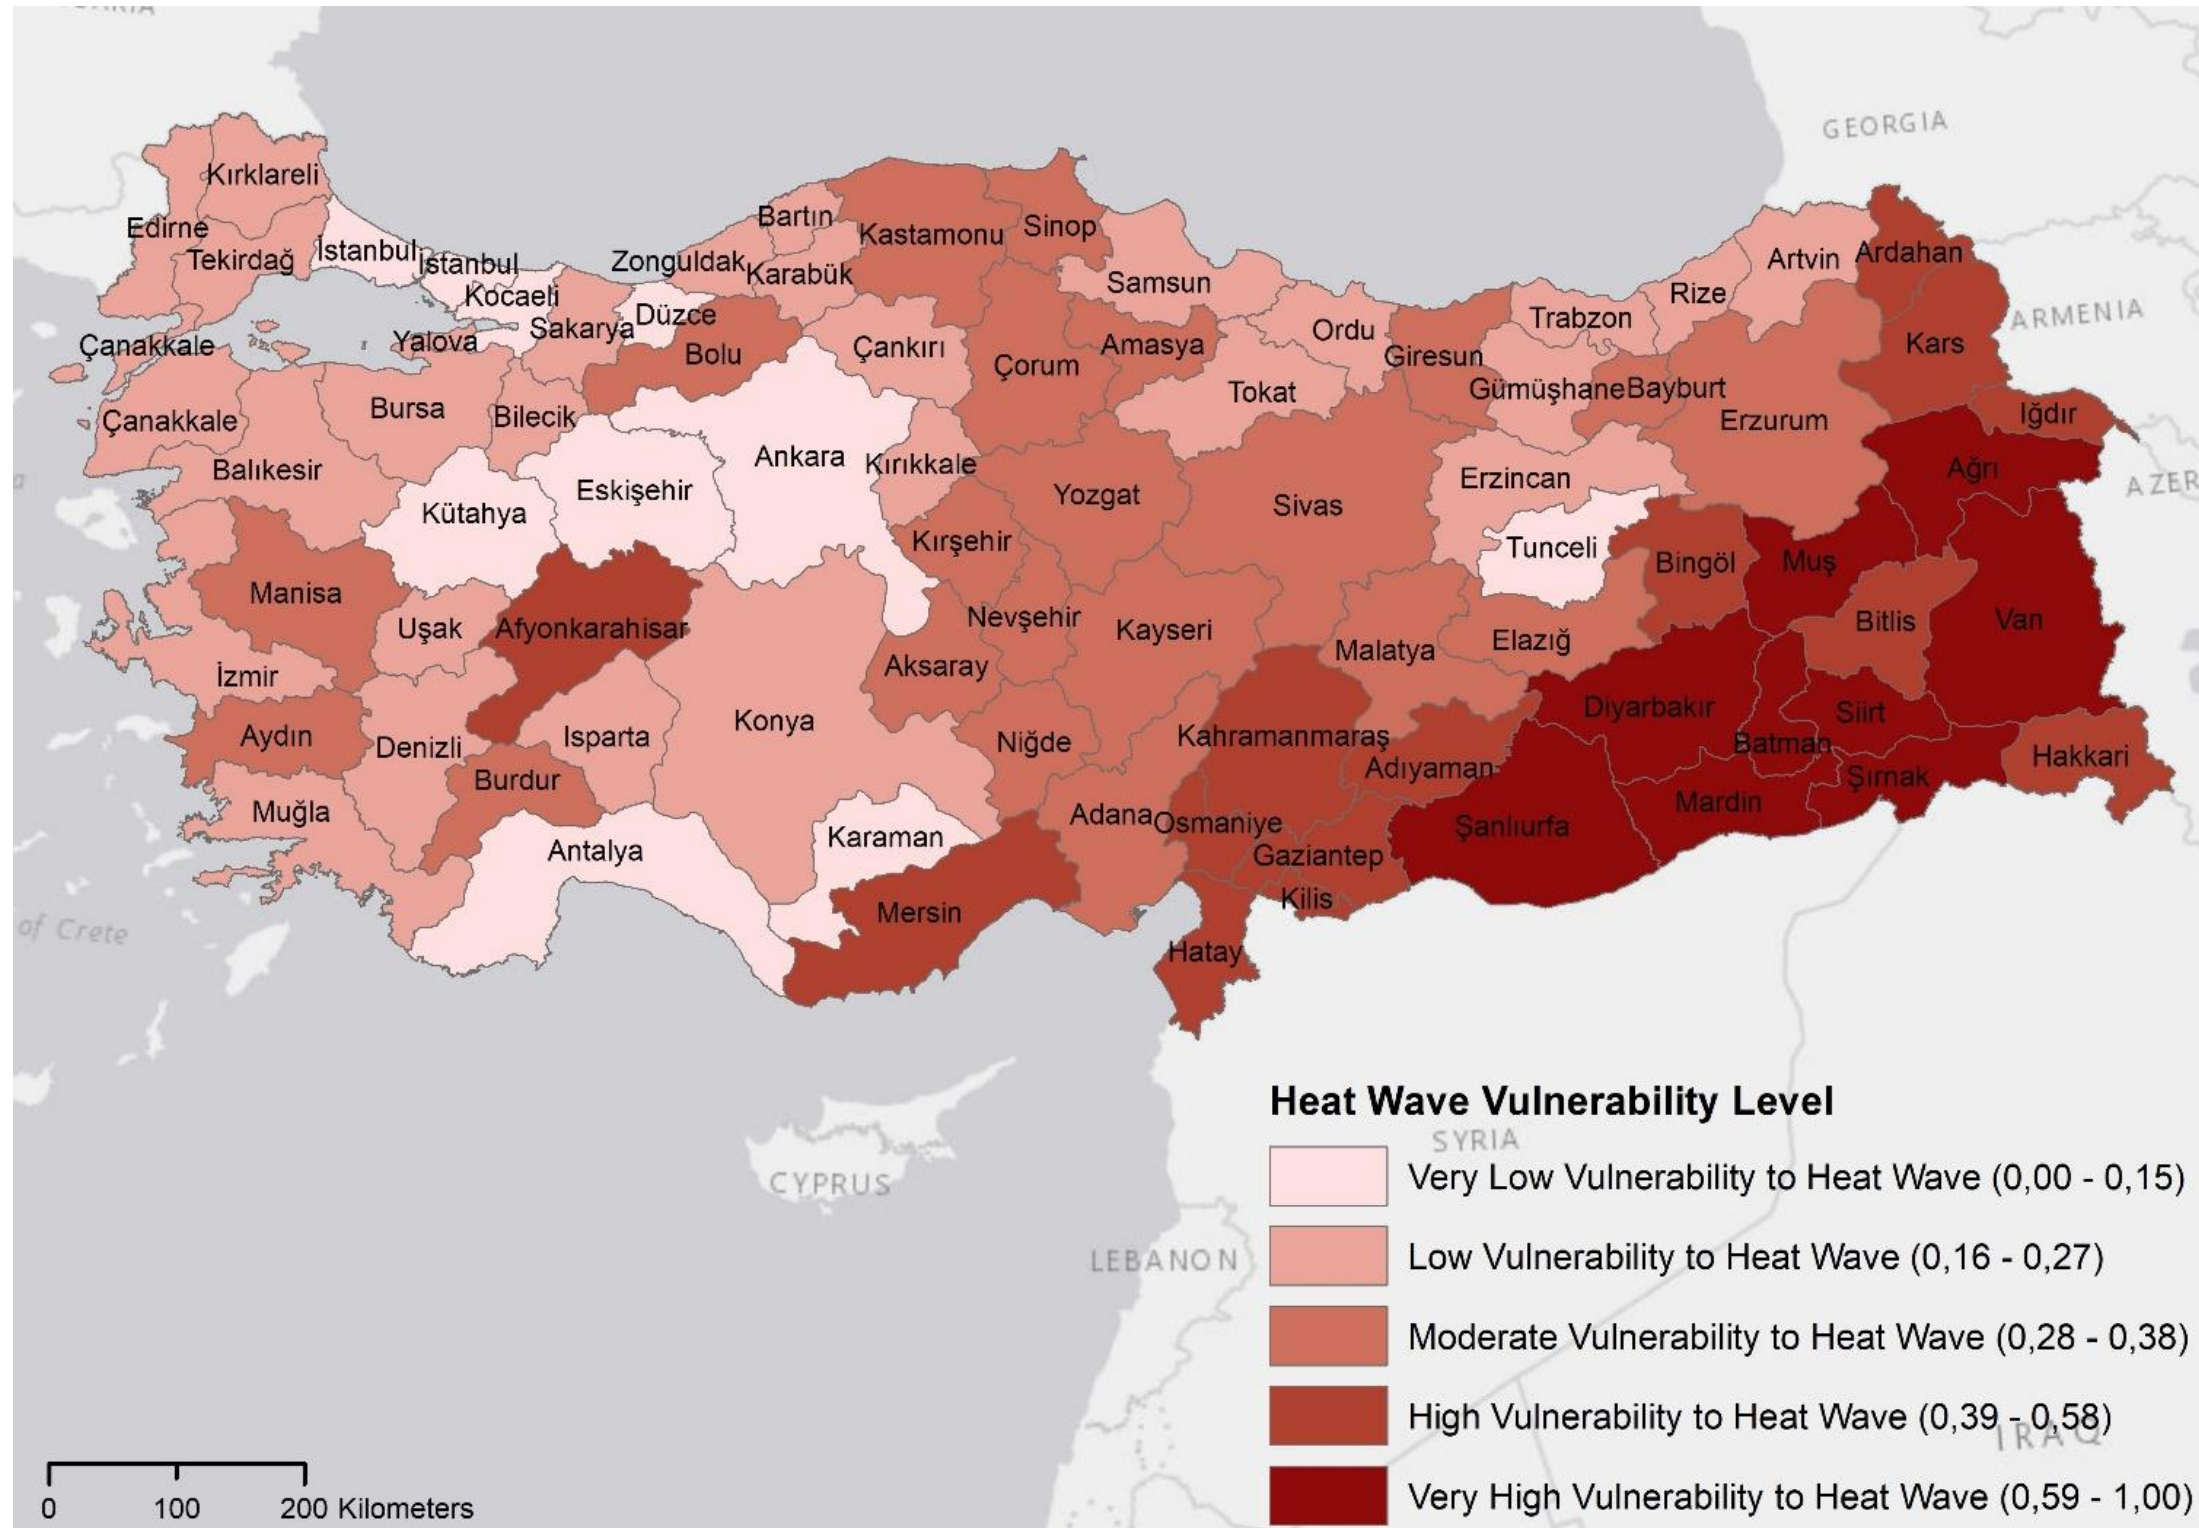 GEORGIA
Kırklareli
Bartın
Edirne
Kastamonu
Sinop
İstanbul
Tekirdağ
İstanbul
Zonguldak
Karabük
Artvin
Ardahan
Samsun
Kocaeli
Rize
Düzce
Sakarya
Trabzon
ARMENIA
Ordu
Çanakkale
Yalova
Bolu
Çankırı
Amasya
Giresun
Kars
Çorum
Tokat
Gümüşhane
Bayburt
Çanakkale
Bursa
Bilecik
Erzurum
Iğdır
Balıkesir
Ankara
Kırıkkale
Erzincan
Ağrı
AZER
Kütahya
Eskişehir
Yozgat
Sivas
Kırşehir
Tunceli
Bingöl
Muş
Manisa
Uşak
Afyonkarahisar
Nevşehir
Kayseri
Malatya
Elazığ
Bitlis
Van
İzmir
Aksaray
Diyarbakır
Siirt
Aydın
Denizli
Isparta
Konya
Niğde
Kahramanmaraş
Adıyaman
Batman
Hakkari
Burdur
Şırnak
Muğla
Mardin
Antalya
Karaman
Adana
Osmaniye
Şanlıurfa
Gaziantep
Kilis
Mersin
of Crete
Hatay
CYPRUS
LEBANON
SYRIA
IRAQ
Heat Wave Vulnerability Level
Very Low Vulnerability to Heat Wave (0,00 - 0,15)
Low Vulnerability to Heat Wave (0,16 - 0,27)
Moderate Vulnerability to Heat Wave (0,28 - 0,38)
High Vulnerability to Heat Wave (0,39 - 0,58)
Very High Vulnerability to Heat Wave (0,59 - 1,00)
0 100 200 Kilometers